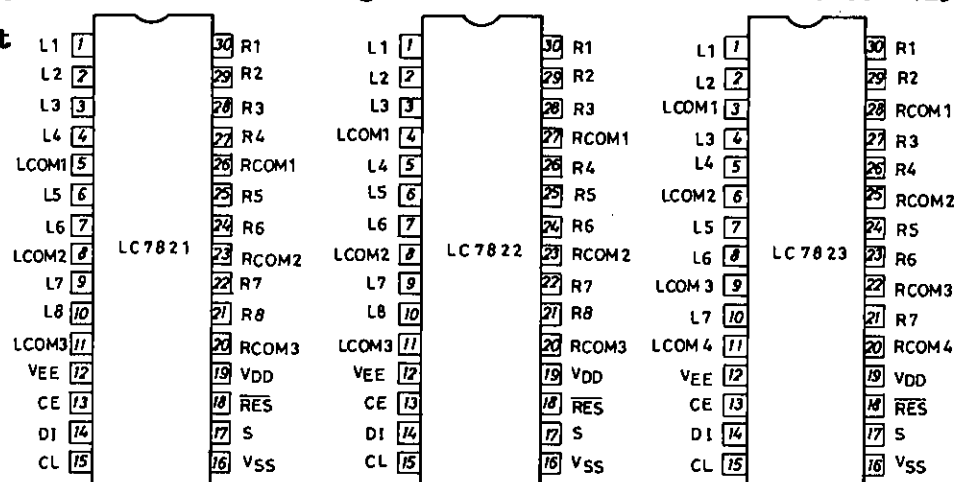 t
L1 1 30 R1
L2 2 29 R2
L3 3 28 R3
L4 4 27 R4
LCOM1 5 26 RCOM1
L5 6 25 R5
L6 7 24 R6
LCOM2 8 23 RCOM2
L7 9 22 R7
L8 10 21 R8
LCOM3 11 20 RCOM3
VEE 12 19 VDD
CE 13 18 RES
DI 14 17 S
CL 15 16 VSS
LC7821
L1 1 30 R1
L2 2 29 R2
L3 3 28 R3
LCOM1 4 27 RCOM1
L4 5 26 R4
L5 6 25 R5
L6 7 24 R6
LCOM2 8 23 RCOM2
L7 9 22 R7
L8 10 21 R8
LCOM3 11 20 RCOM3
VEE 12 19 VDD
CE 13 18 RES
DI 14 17 S
CL 15 16 VSS
LC7822
L1 1 30 R1
L2 2 29 R2
LCOM1 3 28 RCOM1
L3 4 27 R3
L4 5 26 R4
LCOM2 6 25 RCOM2
L5 7 24 R5
L6 8 23 R6
LCOM3 9 22 RCOM3
L7 10 21 R7
LCOM4 11 20 RCOM4
VEE 12 19 VDD
CE 13 18 RES
DI 14 17 S
CL 15 16 VSS
LC7823